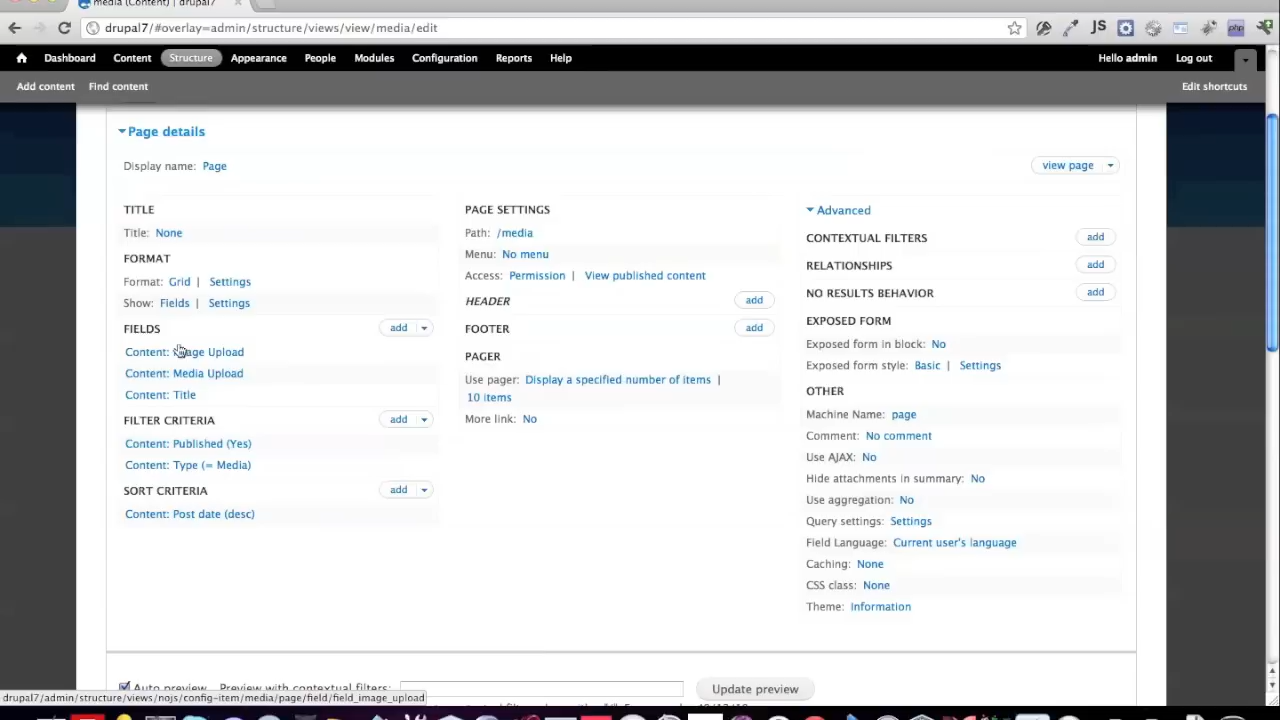 media (Content) | drupal7
drupal7/#overlay=admin/structure/views/view/media/edit
JS
php
Dashboard Content Structure Appearance People Modules Configuration Reports Help
Hello admin Log out
Add content Find content
Edit shortcuts
Page details
Display name: Page
view page
TITLE
Title: None
FORMAT
Format: Grid | Settings
Show: Fields | Settings
FIELDS
add
Content: Image Upload
Content: Media Upload
Content: Title
FILTER CRITERIA
add
Content: Published (Yes)
Content: Type (= Media)
SORT CRITERIA
add
Content: Post date (desc)
PAGE SETTINGS
Path: /media
Menu: No menu
Access: Permission | View published content
HEADER
add
FOOTER
add
PAGER
Use pager: Display a specified number of items |
10 items
More link: No
Advanced
CONTEXTUAL FILTERS
add
RELATIONSHIPS
add
NO RESULTS BEHAVIOR
add
EXPOSED FORM
Exposed form in block: No
Exposed form style: Basic | Settings
OTHER
Machine Name: page
Comment: No comment
Use AJAX: No
Hide attachments in summary: No
Use aggregation: No
Query settings: Settings
Field Language: Current user's language
Caching: None
CSS class: None
Theme: Information
Auto preview Preview with contextual filters:
Update preview
drupal7/admin/structure/views/nojs/config-item/media/page/field/field_image_upload